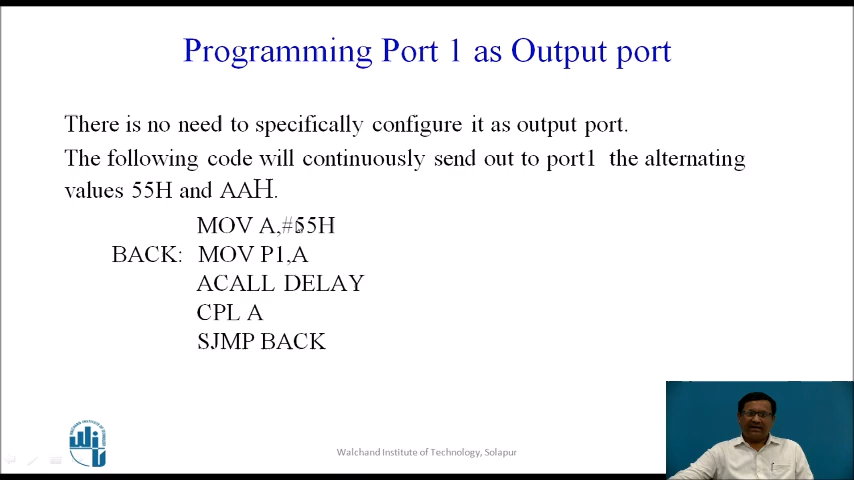 Programming Port 1 as Output port
There is no need to specifically configure it as output port.
The following code will continuously send out to port1 the alternating
values 55H and AAH.
MOV A,#55H
BACK: MOV P1,A
ACALL DELAY
CPL A
SJMP BACK
Walchand Institute of Technology, Solapur